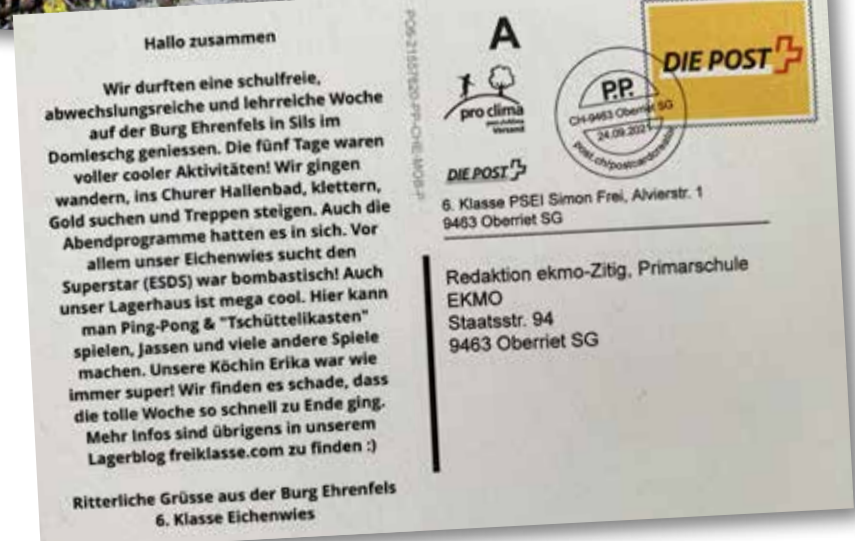 Hallo zusammen
Wir durften eine schulfreie,
abwechslungsreiche und lehrreiche Woche
auf der Burg Ehrenfels in Sils im
Domleschg geniessen. Die fünf Tage waren
voller cooler Aktivitäten! Wir gingen
wandern, ins Churer Hallenbad, klettern,
Gold suchen und Treppen steigen. Auch die
Abendprogramme hatten es in sich. Vor
allem unser Eichenwies sucht den
Superstar (ESDS) war bombastisch! Auch
unser Lagerhaus ist mega cool. Hier kann
man Ping-Pong & "Tschüttelikasten"
spielen, Jassen und viele andere Spiele
machen. Unsere Köchin Erika war wie
immer super! Wir finden es schade, dass
die tolle Woche so schnell zu Ende ging.
Mehr Infos sind übrigens in unserem
Lagerblog freiklasse.com zu finden :)
Ritterliche Grüsse aus der Burg Ehrenfels
6. Klasse Eichenwies
A
pro clima
Versand
DIE POST
P.P.
CH-9463 Oberriet SG
24.09.2021
post.ch/postcardcreator
DIE POST
6. Klasse PSEI Simon Frei, Alvierstr. 1
9463 Oberriet SG
Redaktion ekmo-Zitig, Primarschule
EKMO
Staatsstr. 94
9463 Oberriet SG